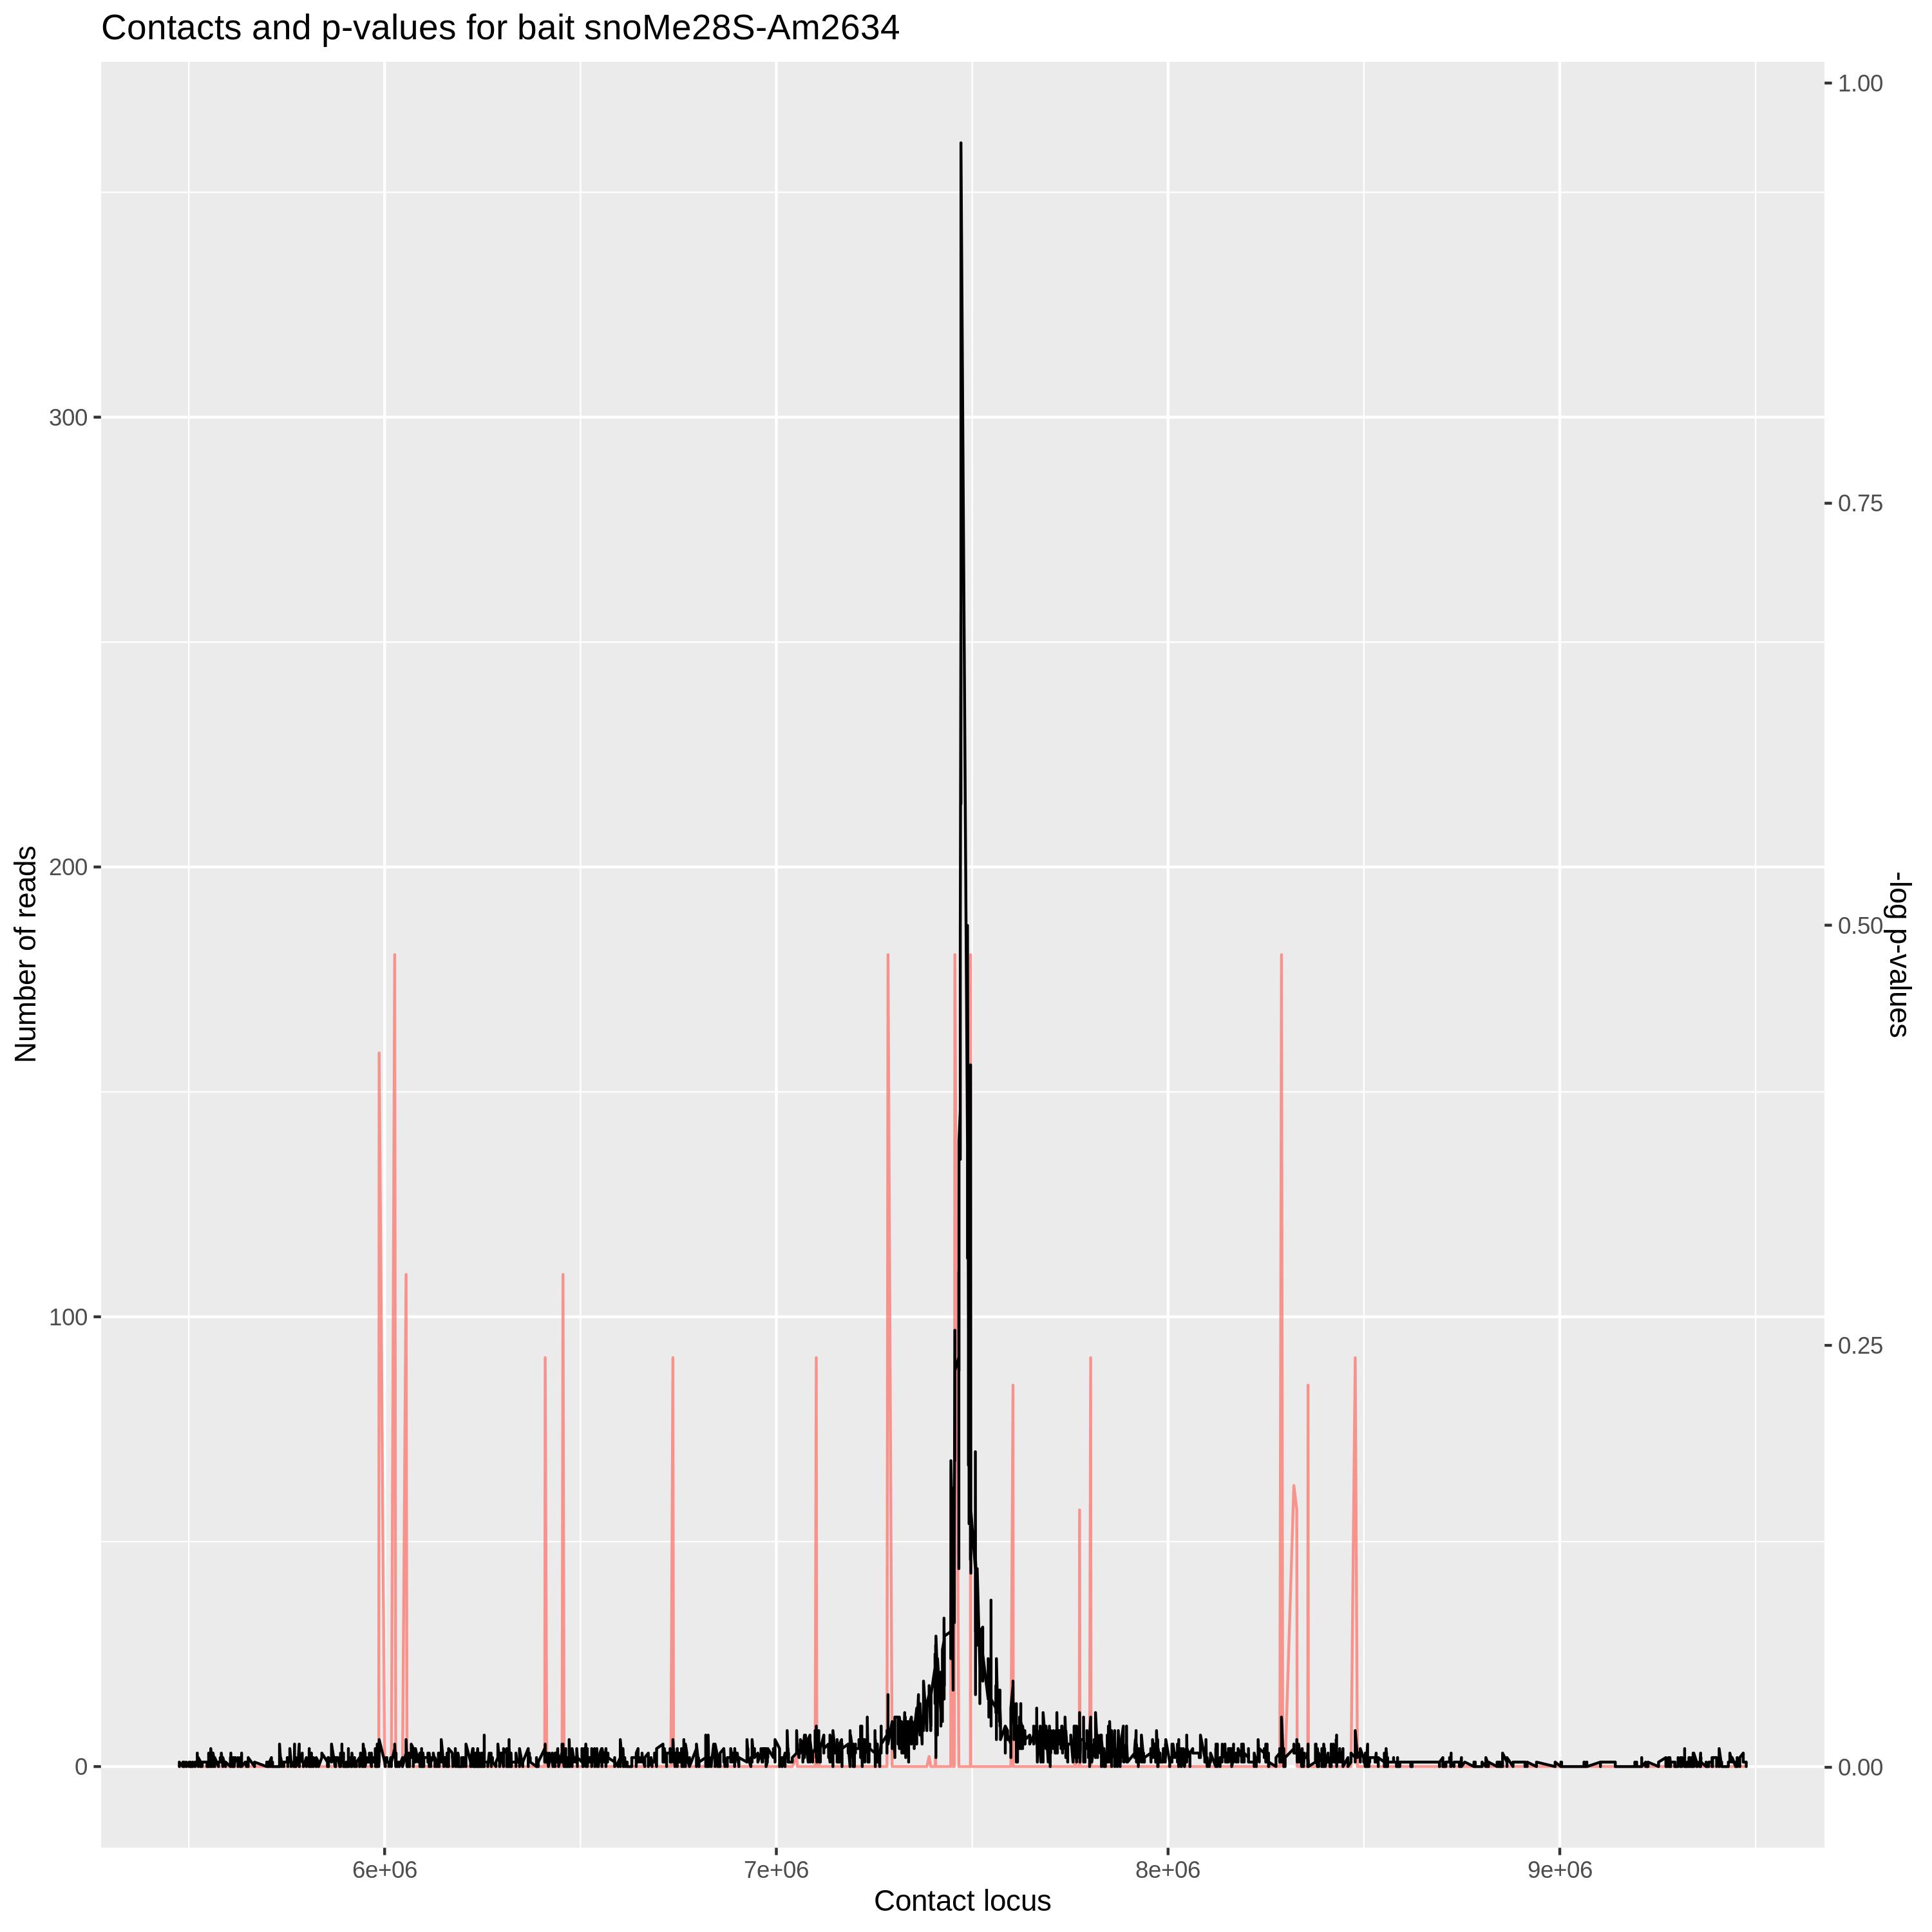 Contacts and p-values for bait snoMe28S-Am2634
1.00
300
0.75
200
0.50
Number of reads
-log p-values
100
0.25
0
0.00
6e+06
7e+06
8e+06
9e+06
Contact locus